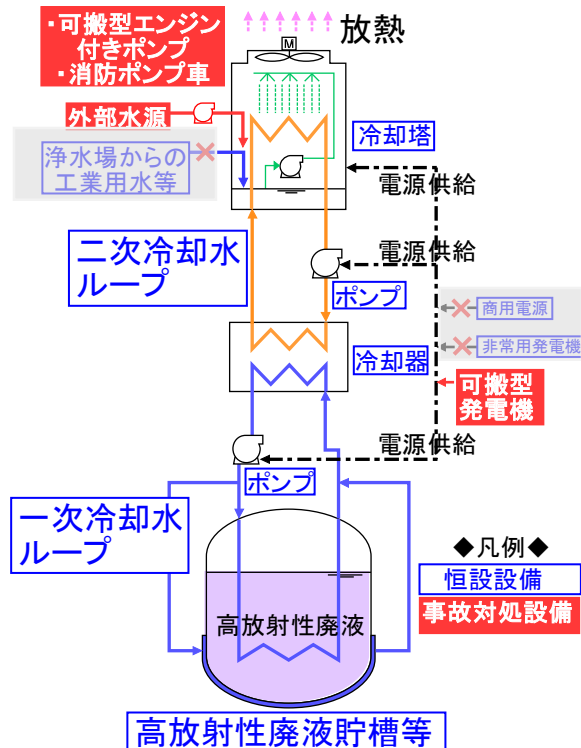 ・可搬型エンジン
付きポンプ
・消防ポンプ車
放熱
M
外部水源
浄水場からの
工業用水等
冷却塔
電源供給
二次冷却水
ループ
電源供給
ポンプ
商用電源
非常用発電機
冷却器
可搬型
発電機
電源供給
ポンプ
一次冷却水
ループ
◆凡例◆
恒設設備
事故対処設備
高放射性廃液
高放射性廃液貯槽等